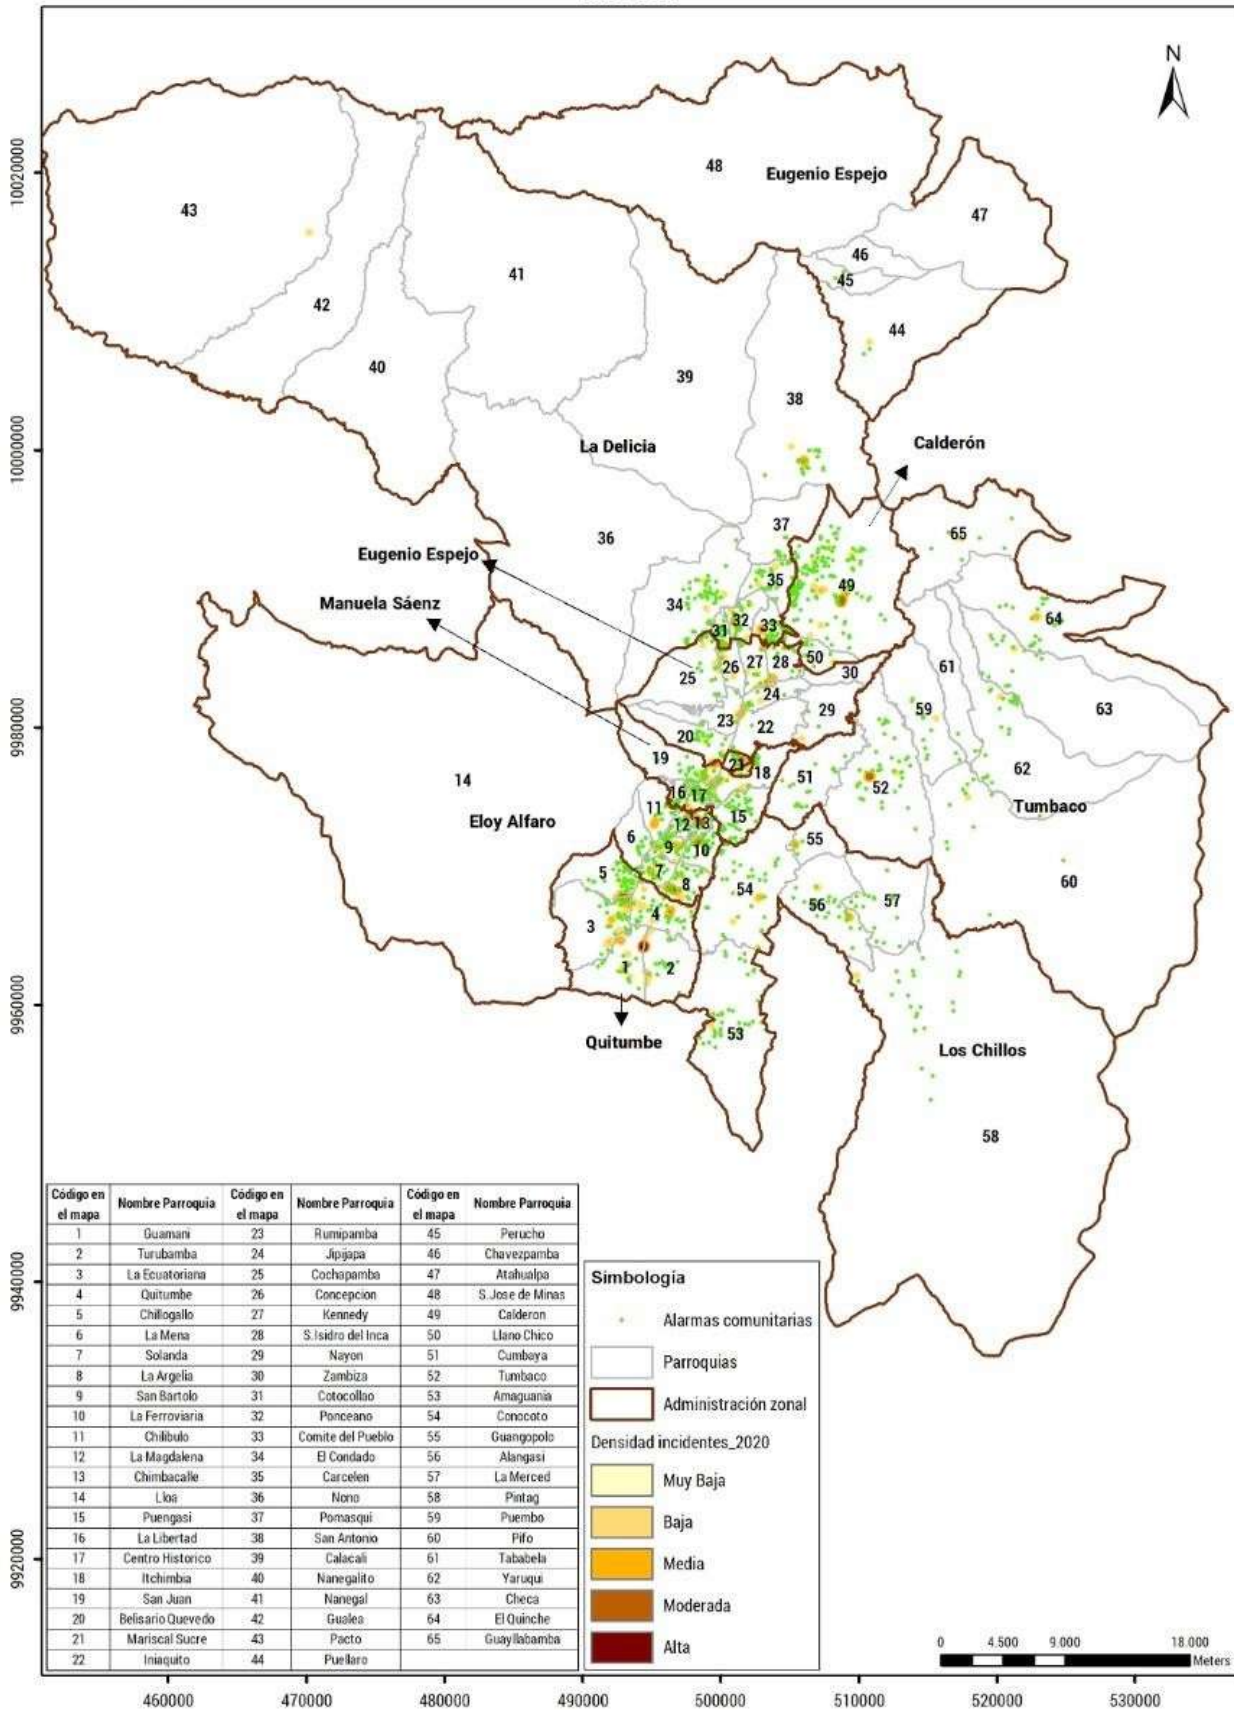 N
48
Eugenio Espejo
47
43
46
41
45
42
44
40
39
38
La Delicia
Calderón
37
65
36
Eugenio Espejo
35
49
34
Manuela Sáenz
32
33
64
31
50
26
27
28
30
61
25
24
59
63
23
22
29
20
19
21
18
62
14
51
52
Tumbaco
16
17
11
15
Eloy Alfaro
12
13
6
55
9
10
5
7
60
8
54
57
56
4
3
1
2
53
Quitumbe
Los Chillos
58
10020000
10000000
9980000
9960000
9940000
9920000
Código en el mapa Nombre Parroquia Código en el mapa Nombre Parroquia Código en el mapa Nombre Parroquia
1 Guamani 23 Rumipamba 45 Perucho
2 Turubamba 24 Jipijapa 46 Chavezpamba
3 La Ecuatoriana 25 Cochapamba 47 Atahualpa
4 Quitumbe 26 Concepcion 48 S.Jose de Minas
5 Chillogallo 27 Kennedy 49 Calderon
6 La Mena 28 S.Isidro del Inca 50 Llano Chico
7 Solanda 29 Nayon 51 Cumbaya
8 La Argelia 30 Zambiza 52 Tumbaco
9 San Bartolo 31 Cotocollao 53 Amaguania
10 La Ferroviaria 32 Ponceano 54 Conocoto
11 Chilibulo 33 Comite del Pueblo 55 Guangopolo
12 La Magdalena 34 El Condado 56 Alangasi
13 Chimbacalle 35 Carcelen 57 La Merced
14 Lloa 36 Nono 58 Pintag
15 Puengasi 37 Pomasqui 59 Puembo
16 La Libertad 38 San Antonio 60 Pifo
17 Centro Historico 39 Calacali 61 Tababela
18 Itchimbia 40 Nanegalito 62 Yaruqui
19 San Juan 41 Nanegal 63 Checa
20 Belisario Quevedo 42 Gualea 64 El Quinche
21 Mariscal Sucre 43 Pacto 65 Guayllabamba
22 Iniaquito 44 Puellaro
Simbología
Alarmas comunitarias
Parroquias
Administración zonal
Densidad incidentes_2020
Muy Baja
Baja
Media
Moderada
Alta
0 4.500 9.000 18.000
Meters
460000 470000 480000 490000 500000 510000 520000 530000